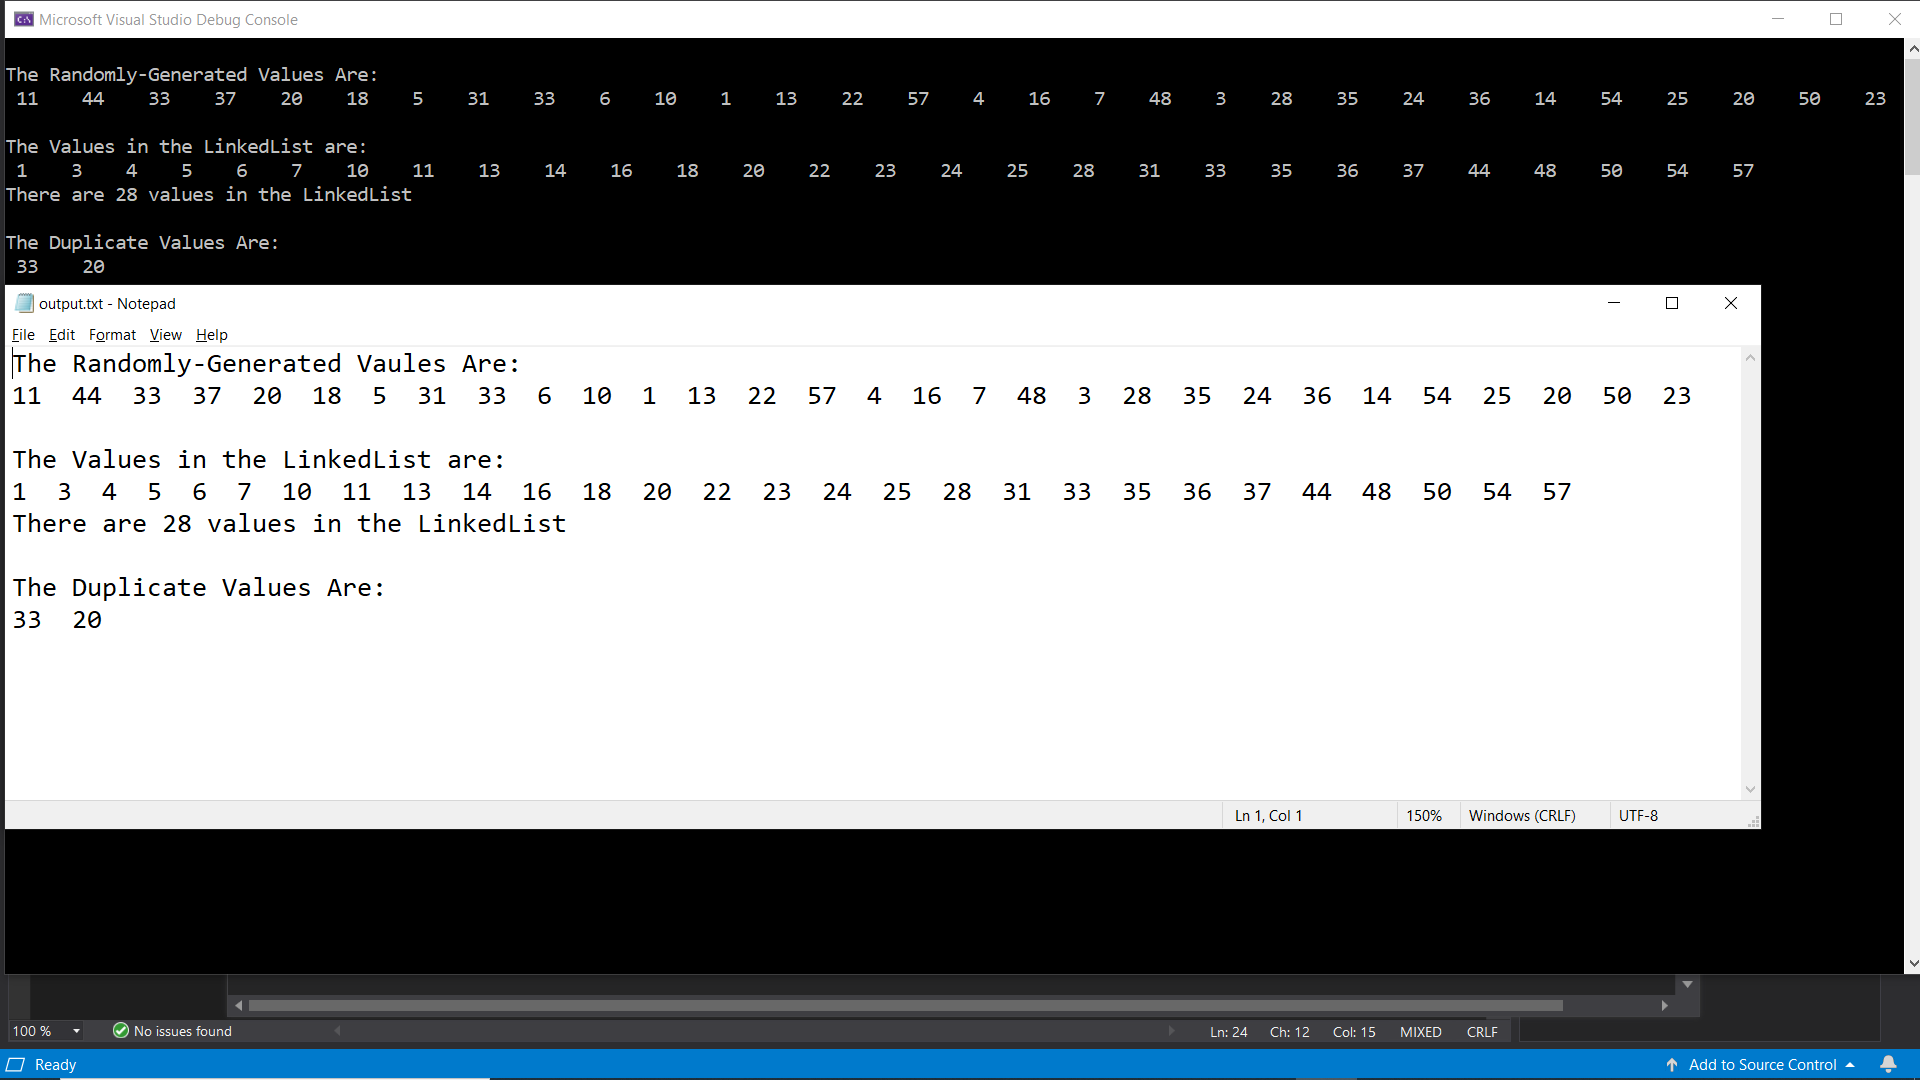 Microsoft Visual Studio Debug Console
The Randomly-Generated Values Are:
11 44 33 37 20 18 5 31 33 6 10 1 13 22 57 4 16 7 48 3 28 35 24 36 14 54 25 20 50 23
The Values in the LinkedList are:
1 3 4 5 6 7 10 11 13 14 16 18 20 22 23 24 25 28 31 33 35 36 37 44 48 50 54 57
There are 28 values in the LinkedList
The Duplicate Values Are:
33 20
output.txt - Notepad
File Edit Format View Help
The Randomly-Generated Vaules Are:
11 44 33 37 20 18 5 31 33 6 10 1 13 22 57 4 16 7 48 3 28 35 24 36 14 54 25 20 50 23
The Values in the LinkedList are:
1 3 4 5 6 7 10 11 13 14 16 18 20 22 23 24 25 28 31 33 35 36 37 44 48 50 54 57
There are 28 values in the LinkedList
The Duplicate Values Are:
33 20
Ln 1, Col 1 150% Windows (CRLF) UTF-8
100 % No issues found Ln: 24 Ch: 12 Col: 15 MIXED CRLF
Ready Add to Source Control